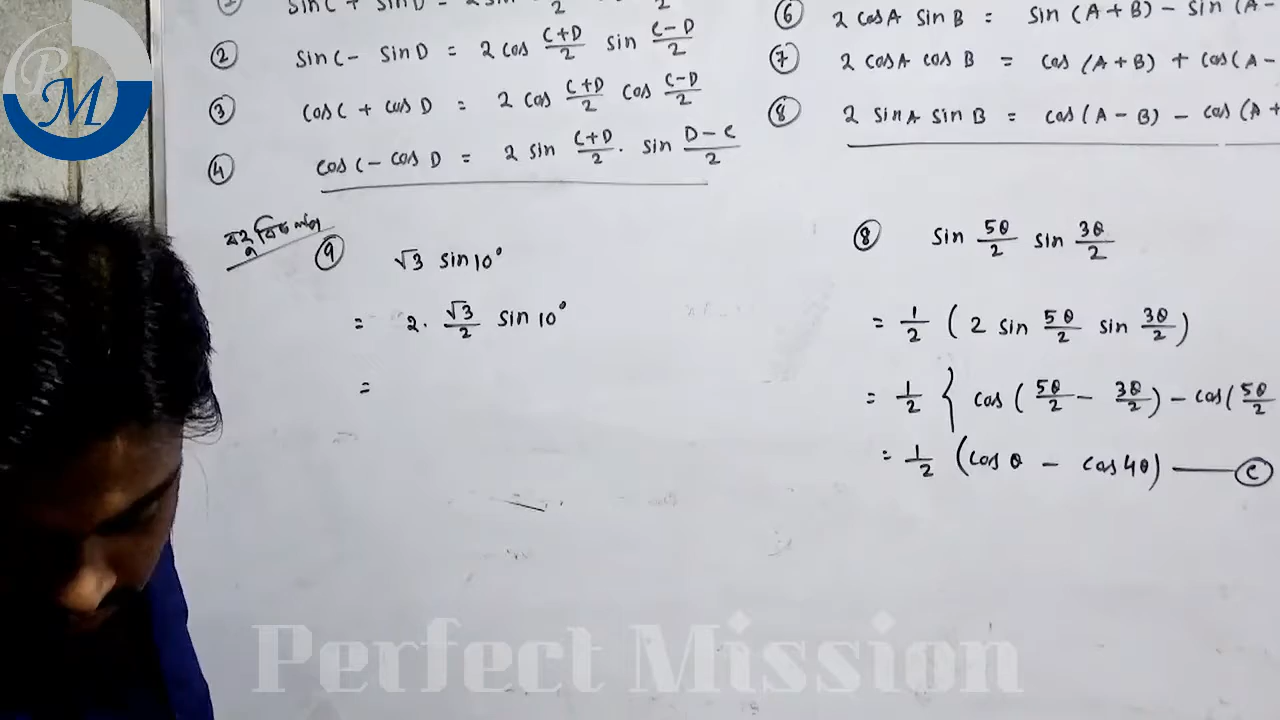 sin C + sin D =
② sin C - sin D = 2 cos (C+D)/2 sin (C-D)/2
③ cos C + cos D = 2 cos (C+D)/2 cos (C-D)/2
④ cos C - cos D = 2 sin (C+D)/2 . sin (D-C)/2
⑥ 2 cos A sin B = sin (A+B) - sin (A-
⑦ 2 cos A cos B = cos (A+B) + cos (A-
⑧ 2 sin A sin B = cos (A-B) - cos (A+
⑨ √3 sin 10°
= 2. √3/2 sin 10°
=
⑧ sin 5θ/2 sin 3θ/2
= 1/2 (2 sin 5θ/2 sin 3θ/2)
= 1/2 { cos (5θ/2 - 3θ/2) - cos (5θ/2
= 1/2 (cos θ - cos 4θ) — ⓒ
PM
Perfect Mission